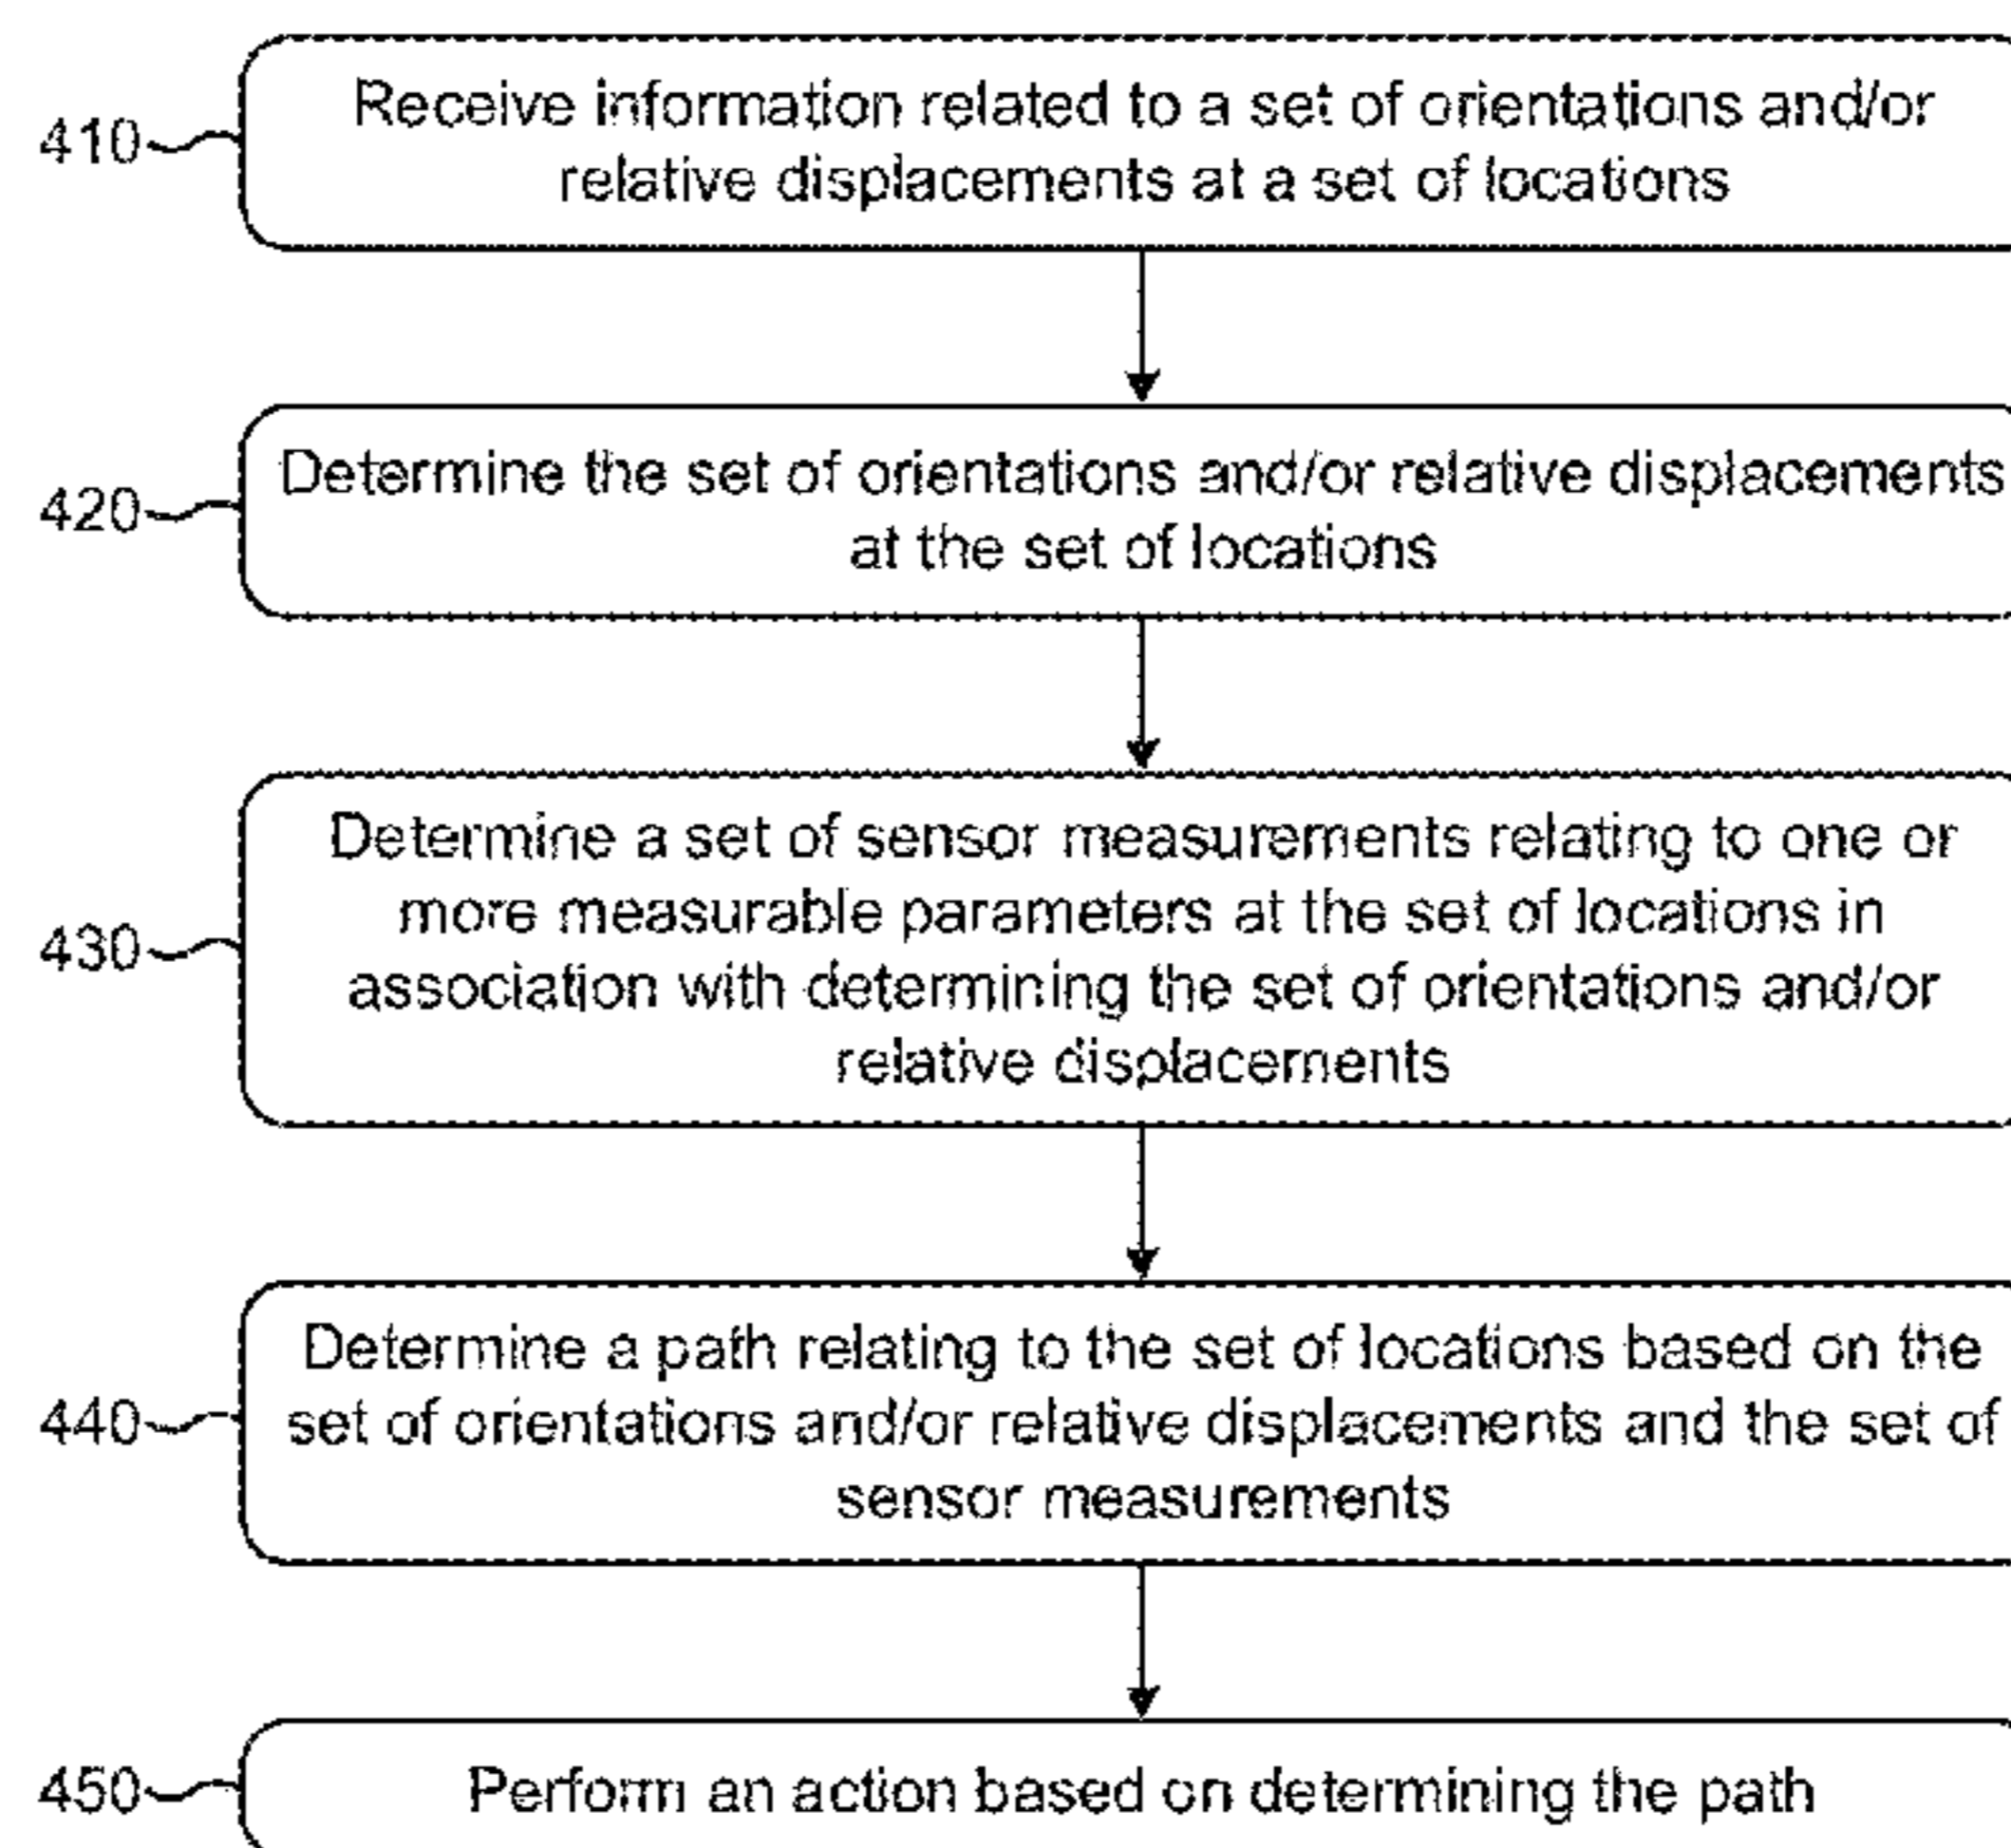 Receive information related to a set of orientations and/or
410
relative displacements at a set of locations
Determine the set of orientations and/or relative displacements
420
at the set of locations
Determine a set of sensor measurements relating to one or
more measurable parameters at the set of locations in
430
association with determining the set of orientations and/or
relative displacements
Determine a path relating to the set of locations based on the
440
set of orientations and/or relative displacements and the set of
sensor measurements
450
Perform an action based on determining the path